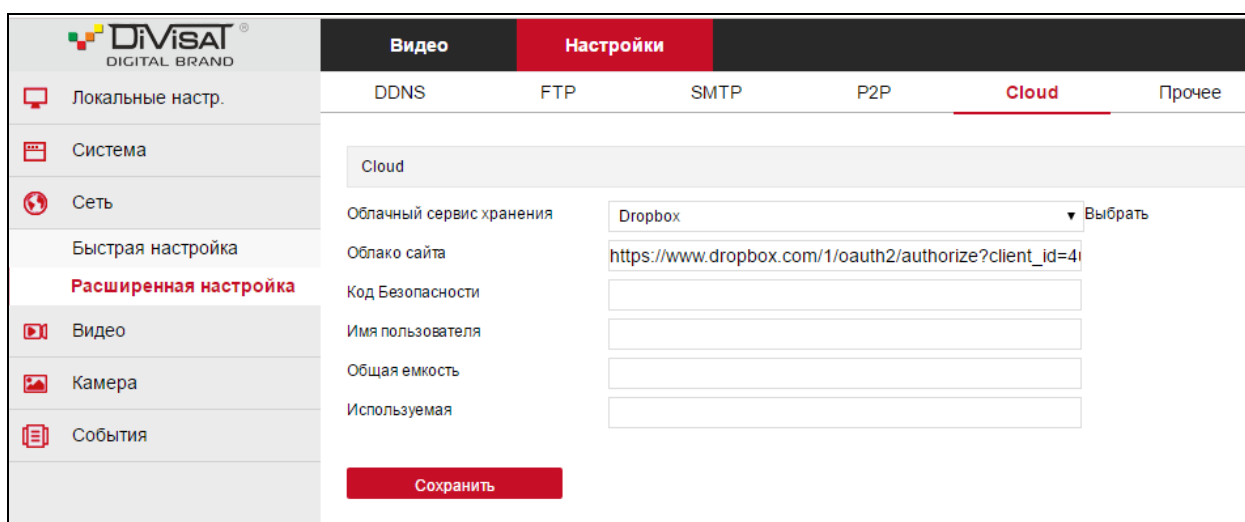 DiViSAT ®
DIGITAL BRAND
Видео Настройки
DDNS FTP SMTP P2P Cloud Прочее
Локальные настр.
Система
Сеть
Быстрая настройка
Расширенная настройка
Видео
Камера
События
Cloud
Облачный сервис хранения Dropbox Выбрать
Облако сайта https://www.dropbox.com/1/oauth2/authorize?client_id=4
Код Безопасности
Имя пользователя
Общая емкость
Используемая
Сохранить